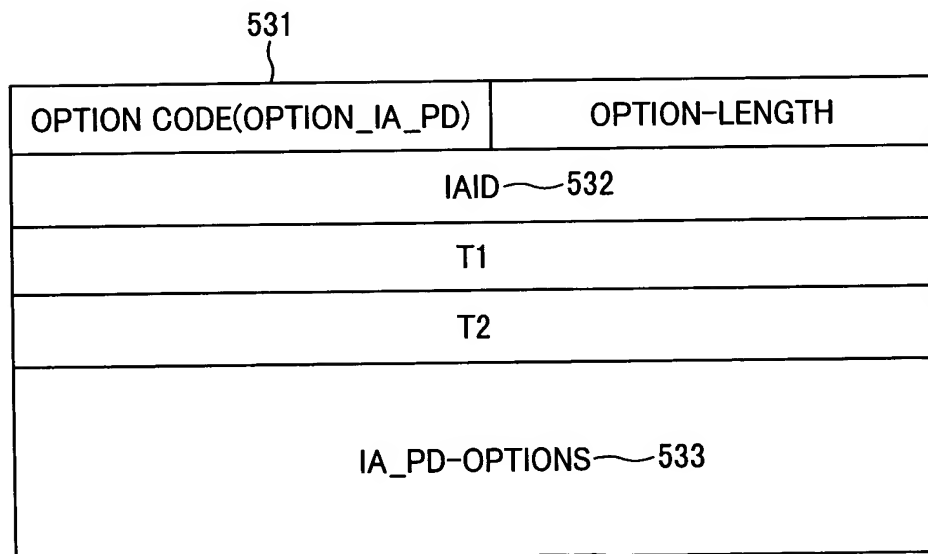 531
OPTION CODE(OPTION_IA_PD) OPTION-LENGTH
IAID 532
T1
T2
IA_PD-OPTIONS 533